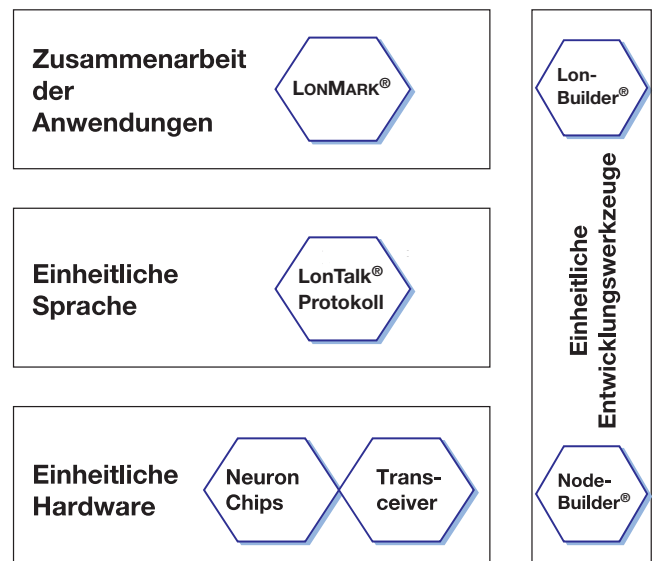 Zusammenarbeit
der
Anwendungen
LONMARK®
Einheitliche
Sprache
LonTalk®
Protokoll
Einheitliche
Hardware
Neuron
Chips
Trans-
ceiver
Lon-
Builder®
Einheitliche
Entwicklungswerkzeuge
Node-
Builder®